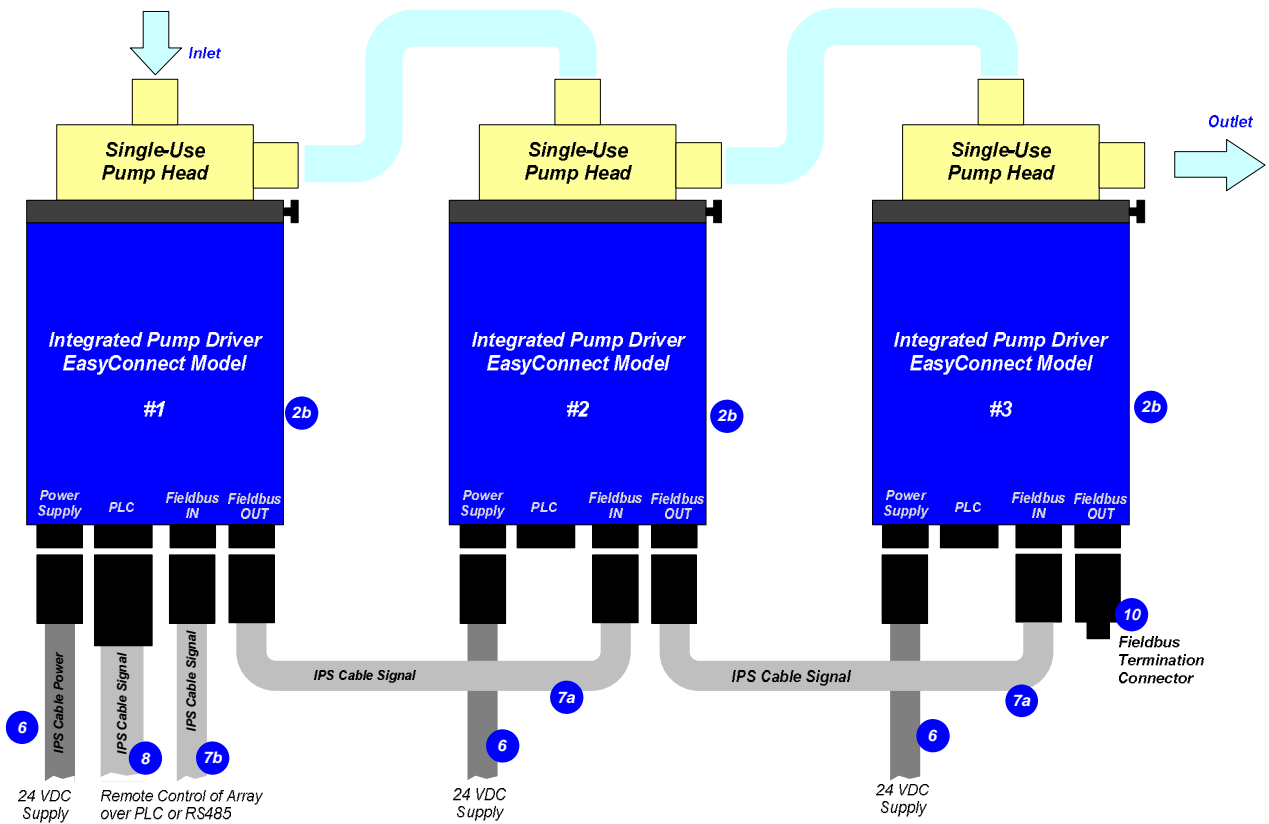 Inlet
Outlet
Single-Use
Pump Head
Single-Use
Pump Head
Single-Use
Pump Head
Integrated Pump Driver
EasyConnect Model
#1
2b
Integrated Pump Driver
EasyConnect Model
#2
2b
Integrated Pump Driver
EasyConnect Model
#3
2b
Power
Supply
PLC
Fieldbus
IN
Fieldbus
OUT
Power
Supply
PLC
Fieldbus
IN
Fieldbus
OUT
Power
Supply
PLC
Fieldbus
IN
Fieldbus
OUT
IPS Cable Power
IPS Cable Signal
IPS Cable Signal
IPS Cable Signal
IPS Cable Signal
10
Fieldbus
Termination
Connector
7a
7a
6
8
7b
6
6
24 VDC
Supply
Remote Control of Array
over PLC or RS485
24 VDC
Supply
24 VDC
Supply